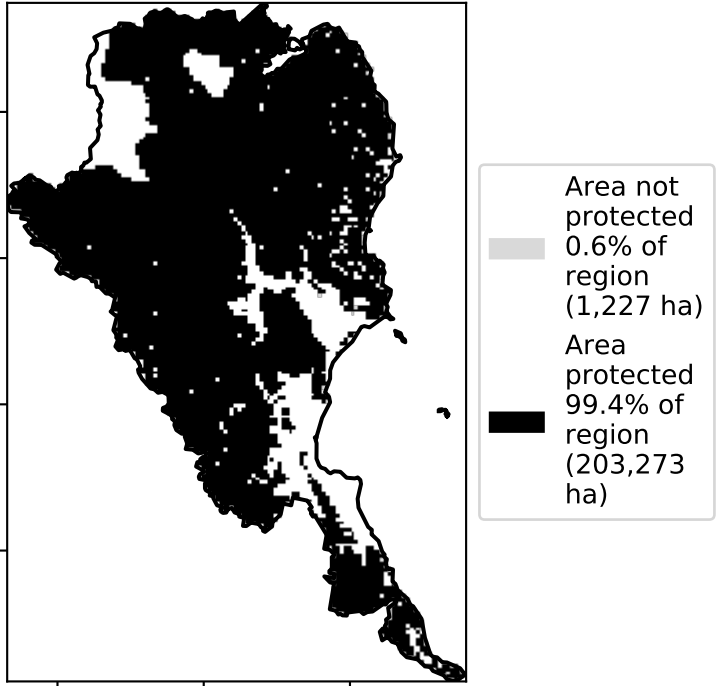 Area not
protected
0.6% of
region
(1,227 ha)
Area
protected
99.4% of
region
(203,273
ha)